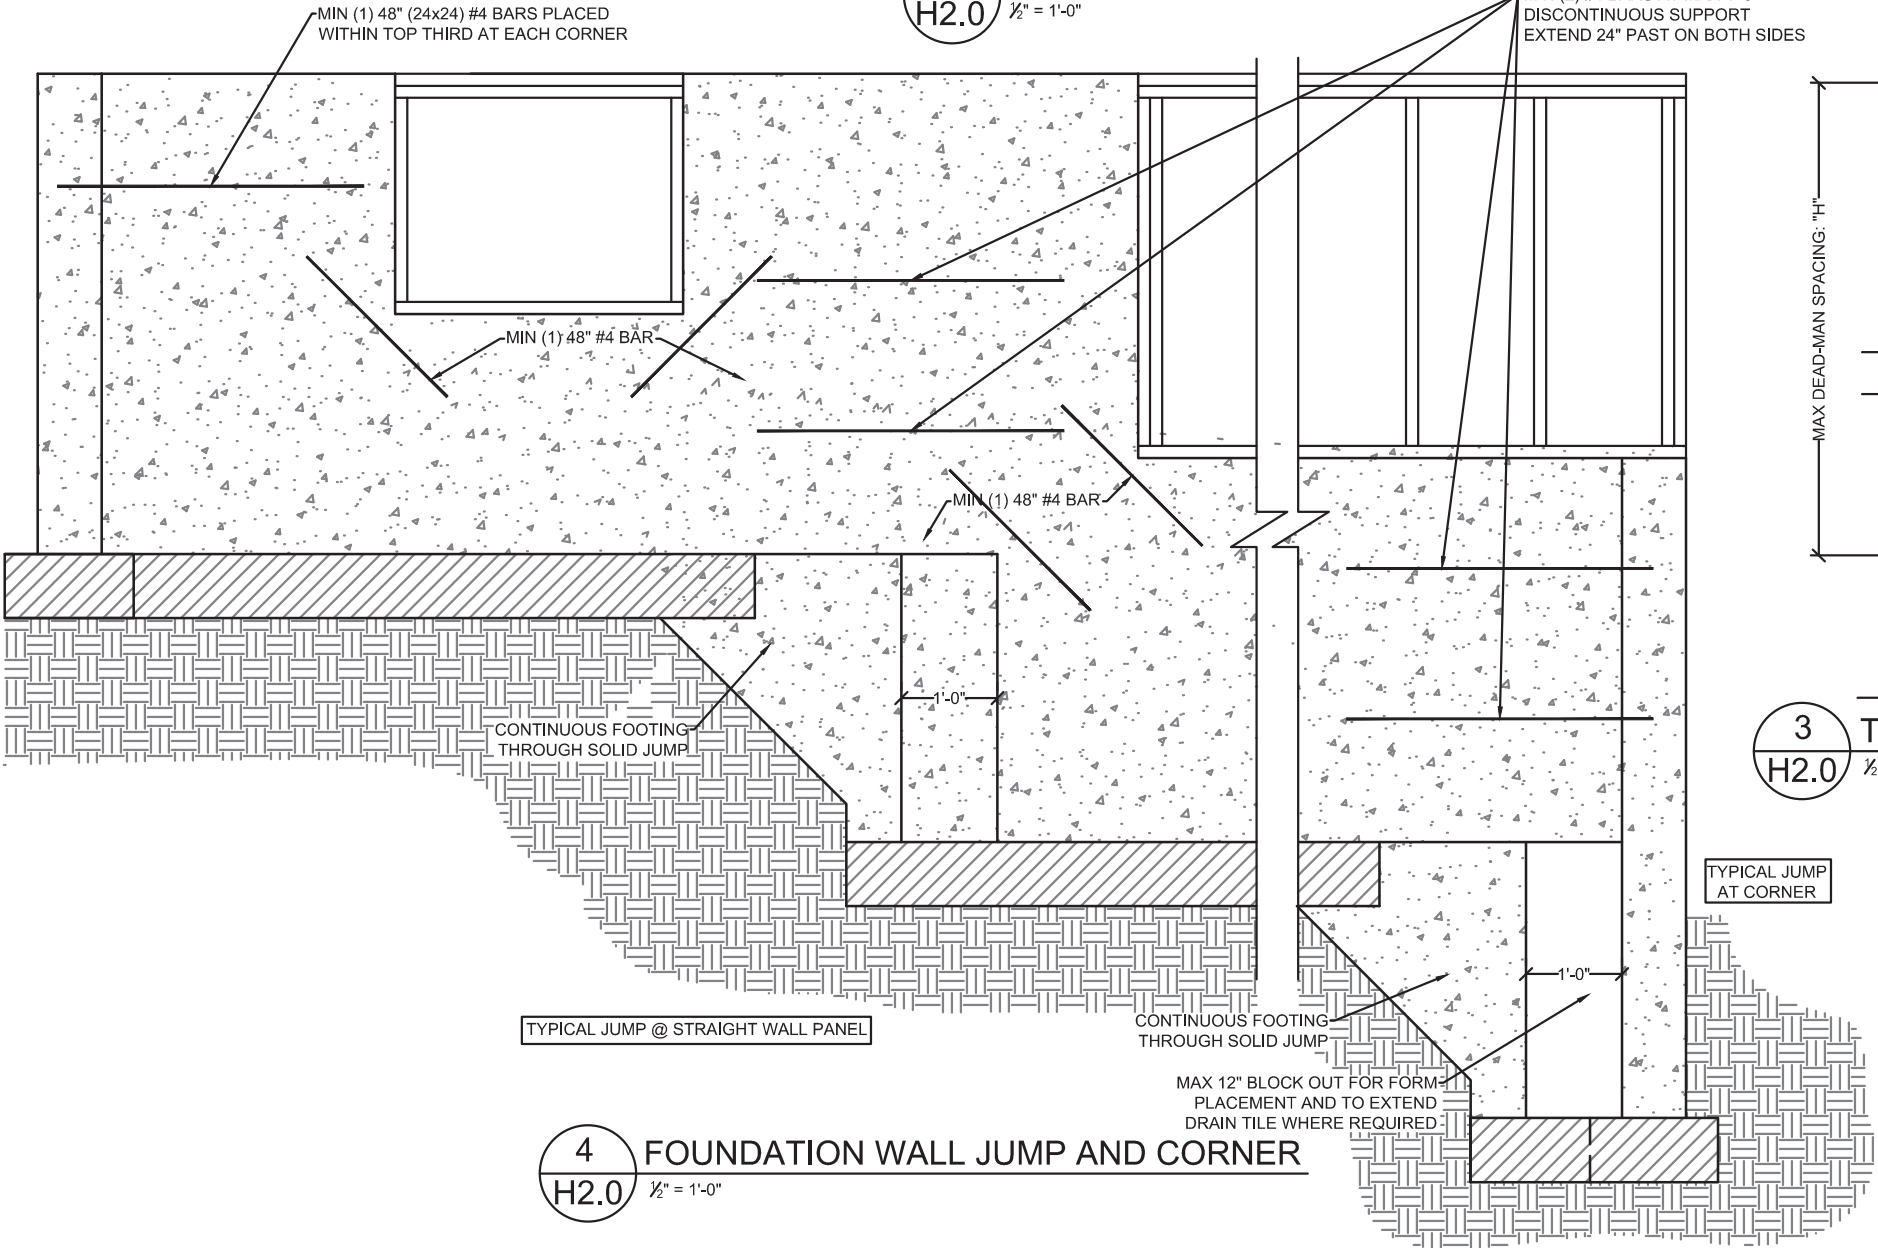 MIN (1) 48" (24x24) #4 BARS PLACED
WITHIN TOP THIRD AT EACH CORNER
H2.0
½" = 1'-0"
DISCONTINUOUS SUPPORT
EXTEND 24" PAST ON BOTH SIDES
MAX DEAD-MAN SPACING: "H"
MIN (1) 48" #4 BAR
MIN (1) 48" #4 BAR
1'-0"
CONTINUOUS FOOTING
THROUGH SOLID JUMP
3
H2.0
T
½
TYPICAL JUMP
AT CORNER
1'-0"
TYPICAL JUMP @ STRAIGHT WALL PANEL
CONTINUOUS FOOTING
THROUGH SOLID JUMP
MAX 12" BLOCK OUT FOR FORM
PLACEMENT AND TO EXTEND
DRAIN TILE WHERE REQUIRED
4
H2.0
FOUNDATION WALL JUMP AND CORNER
½" = 1'-0"